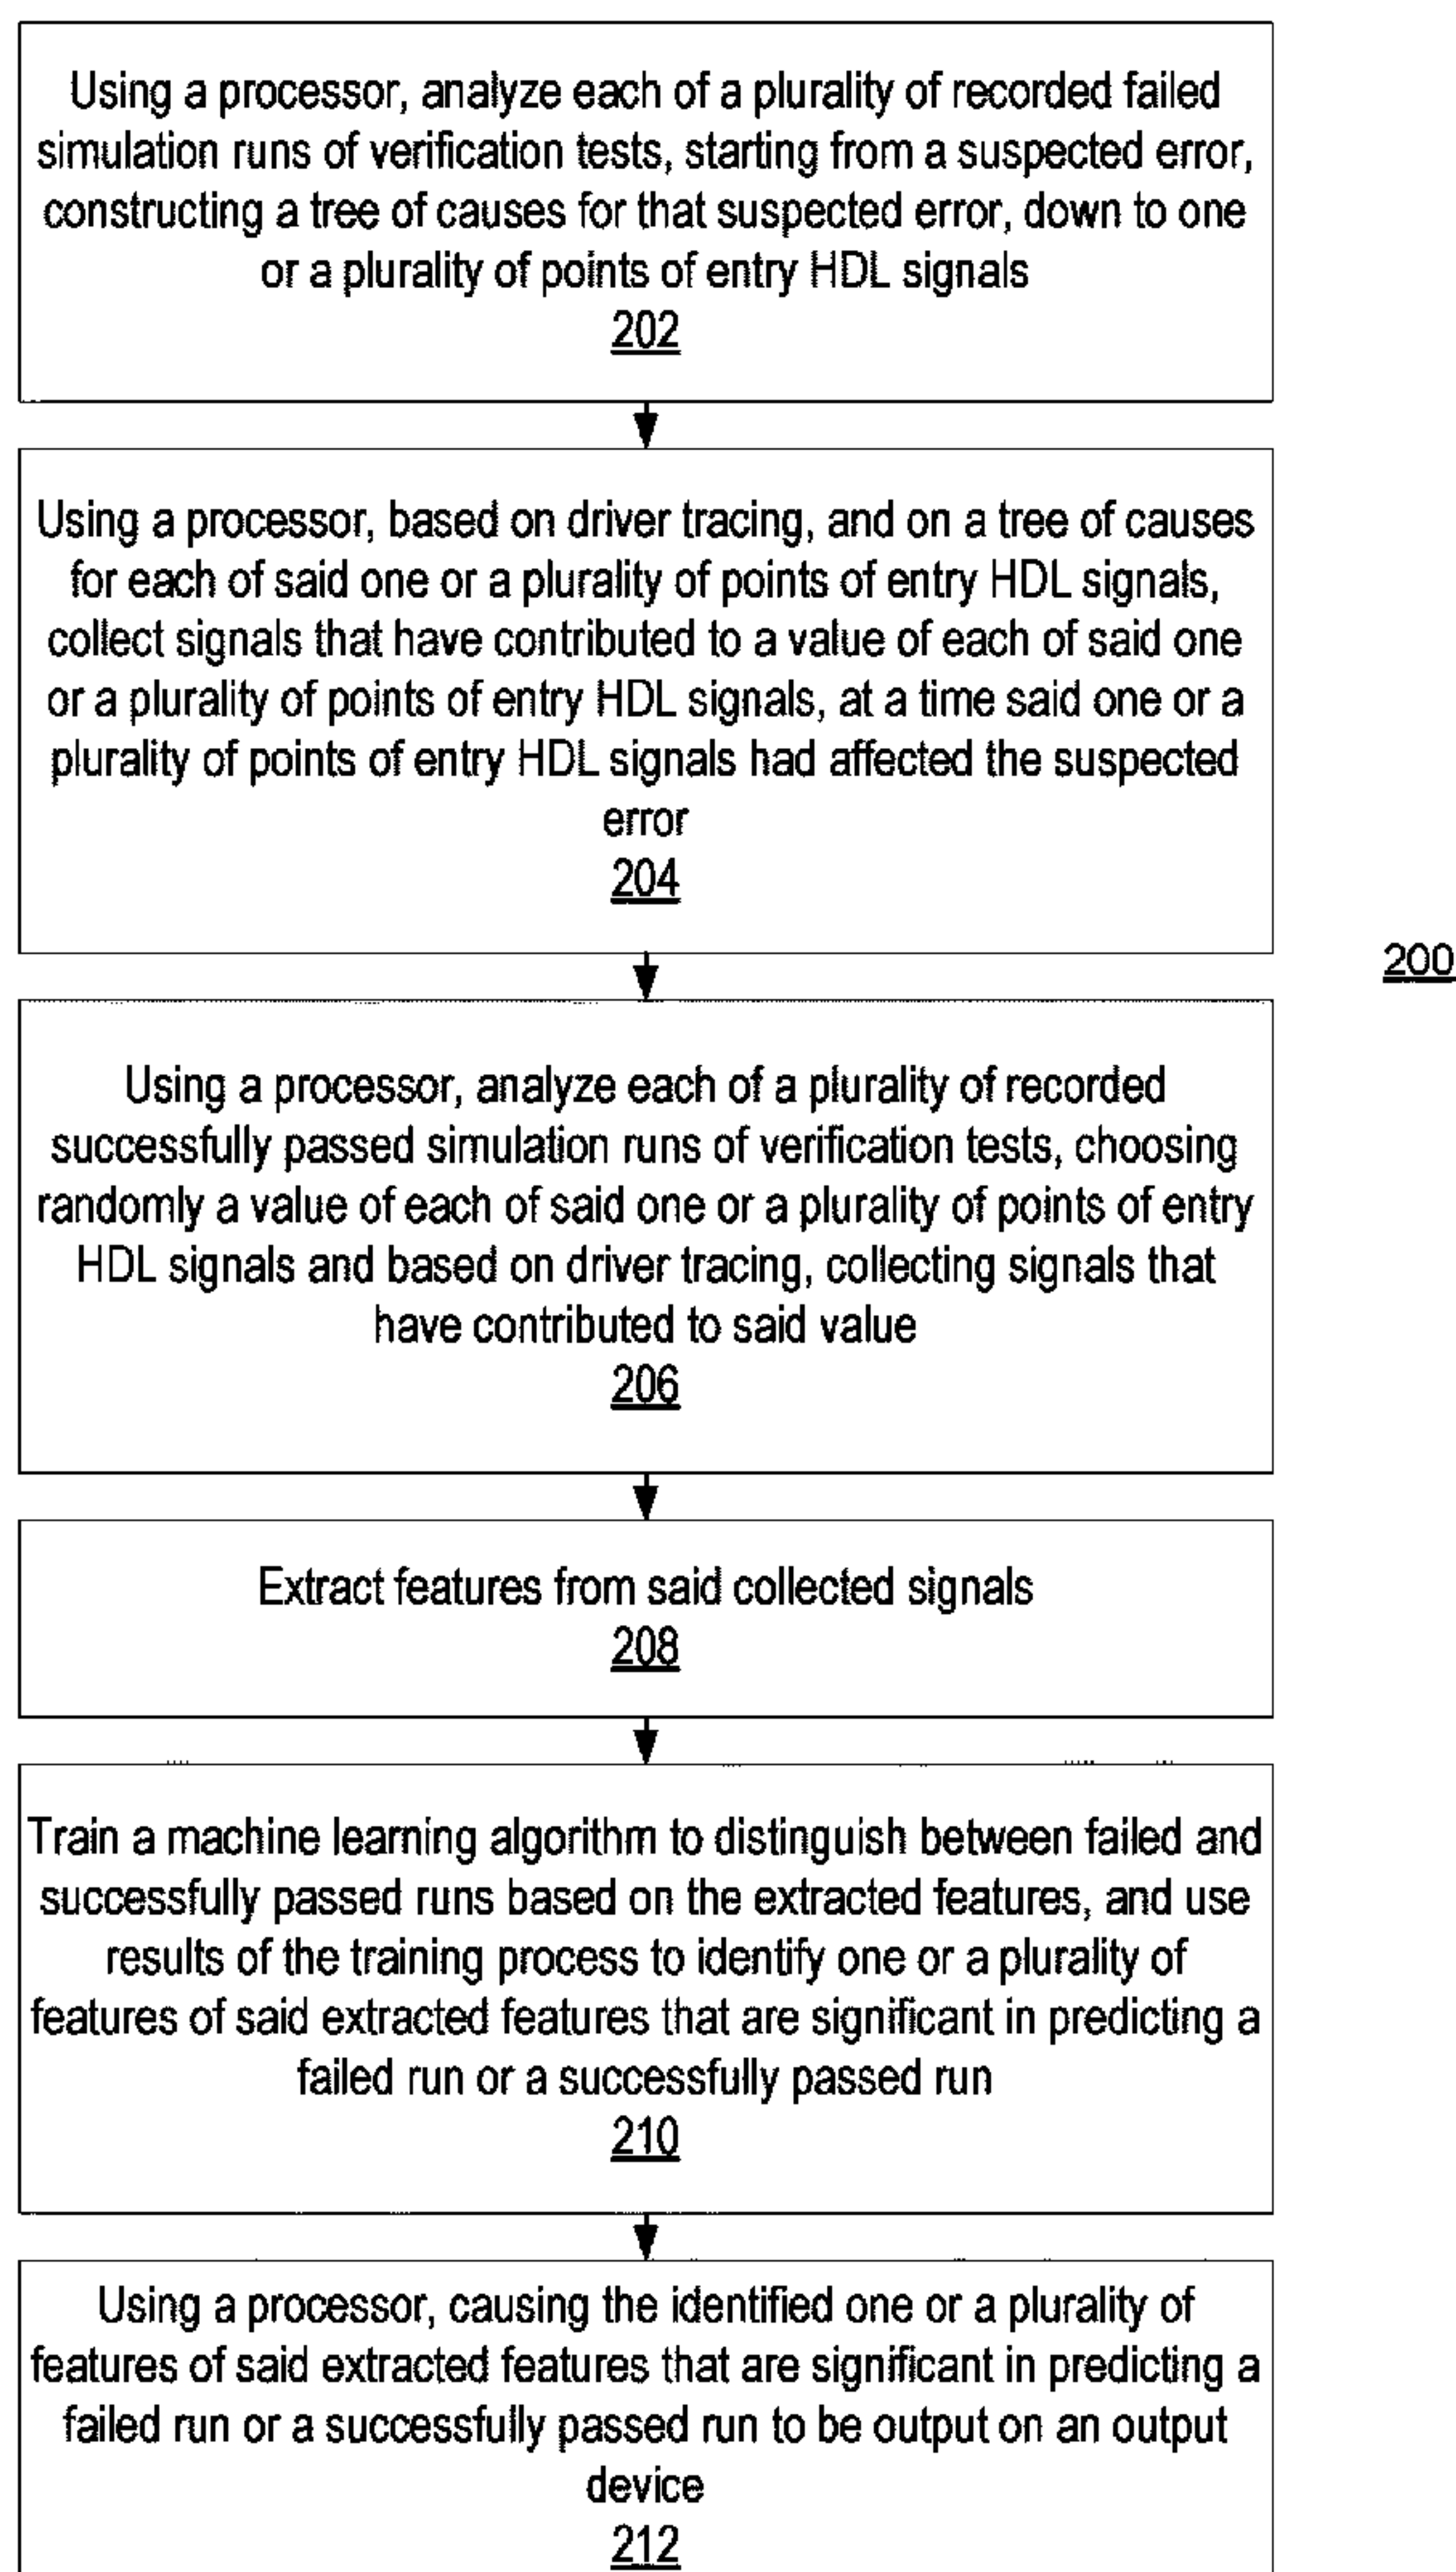 Using a processor, analyze each of a plurality of recorded failed
simulation runs of verification tests, starting from a suspected error,
constructing a tree of causes for that suspected error, down to one
or a plurality of points of entry HDL signals
202
Using a processor, based on driver tracing, and on a tree of causes
for each of said one or a plurality of points of entry HDL signals,
collect signals that have contributed to a value of each of said one
or a plurality of points of entry HDL signals, at a time said one or a
plurality of points of entry HDL signals had affected the suspected
error
204
200
Using a processor, analyze each of a plurality of recorded
successfully passed simulation runs of verification tests, choosing
randomly a value of each of said one or a plurality of points of entry
HDL signals and based on driver tracing, collecting signals that
have contributed to said value
206
Extract features from said collected signals
208
Train a machine learning algorithm to distinguish between failed and
successfully passed runs based on the extracted features, and use
results of the training process to identify one or a plurality of
features of said extracted features that are significant in predicting a
failed run or a successfully passed run
210
Using a processor, causing the identified one or a plurality of
features of said extracted features that are significant in predicting a
failed run or a successfully passed run to be output on an output
device
212